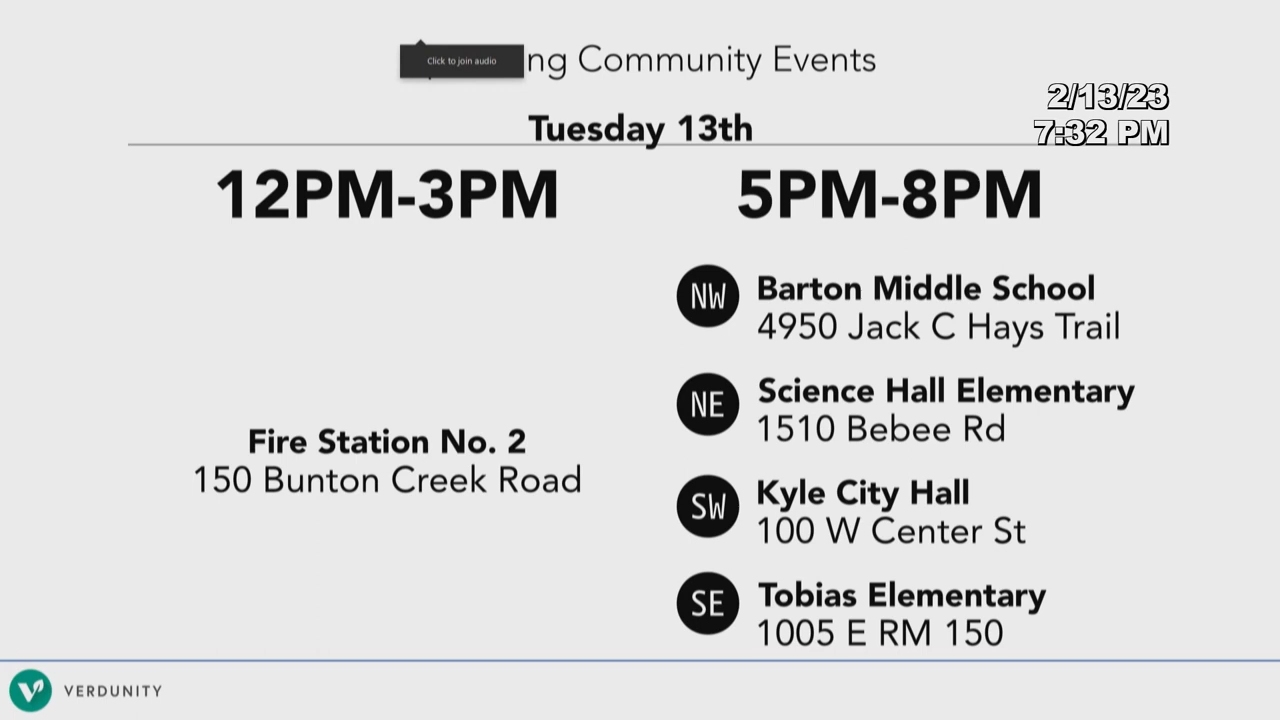 Click to join audio
ng Community Events
2/13/23
7:32 PM
Tuesday 13th
12PM-3PM
Fire Station No. 2
150 Bunton Creek Road
5PM-8PM
NW
Barton Middle School
4950 Jack C Hays Trail
NE
Science Hall Elementary
1510 Bebee Rd
SW
Kyle City Hall
100 W Center St
SE
Tobias Elementary
1005 E RM 150
VERDUNITY